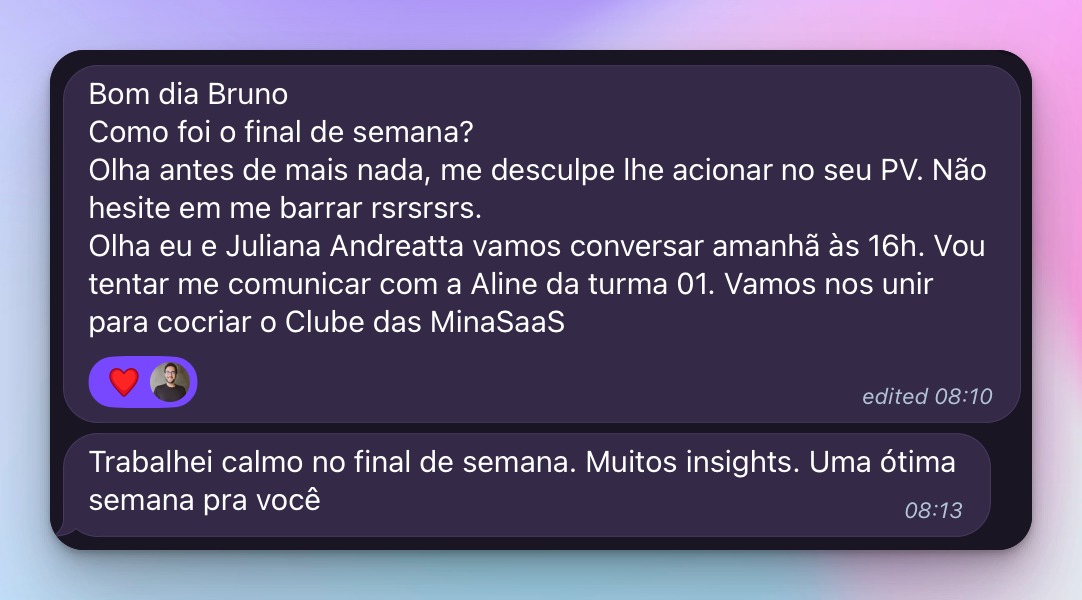 Bom dia Bruno
Como foi o final de semana?
Olha antes de mais nada, me desculpe lhe acionar no seu PV. Não
hesite em me barrar rsrsrsrs.
Olha eu e Juliana Andreatta vamos conversar amanhã às 16h. Vou
tentar me comunicar com a Aline da turma 01. Vamos nos unir
para cocriar o Clube das MinaSaaS
edited 08:10
Trabalhei calmo no final de semana. Muitos insights. Uma ótima
semana pra você
08:13